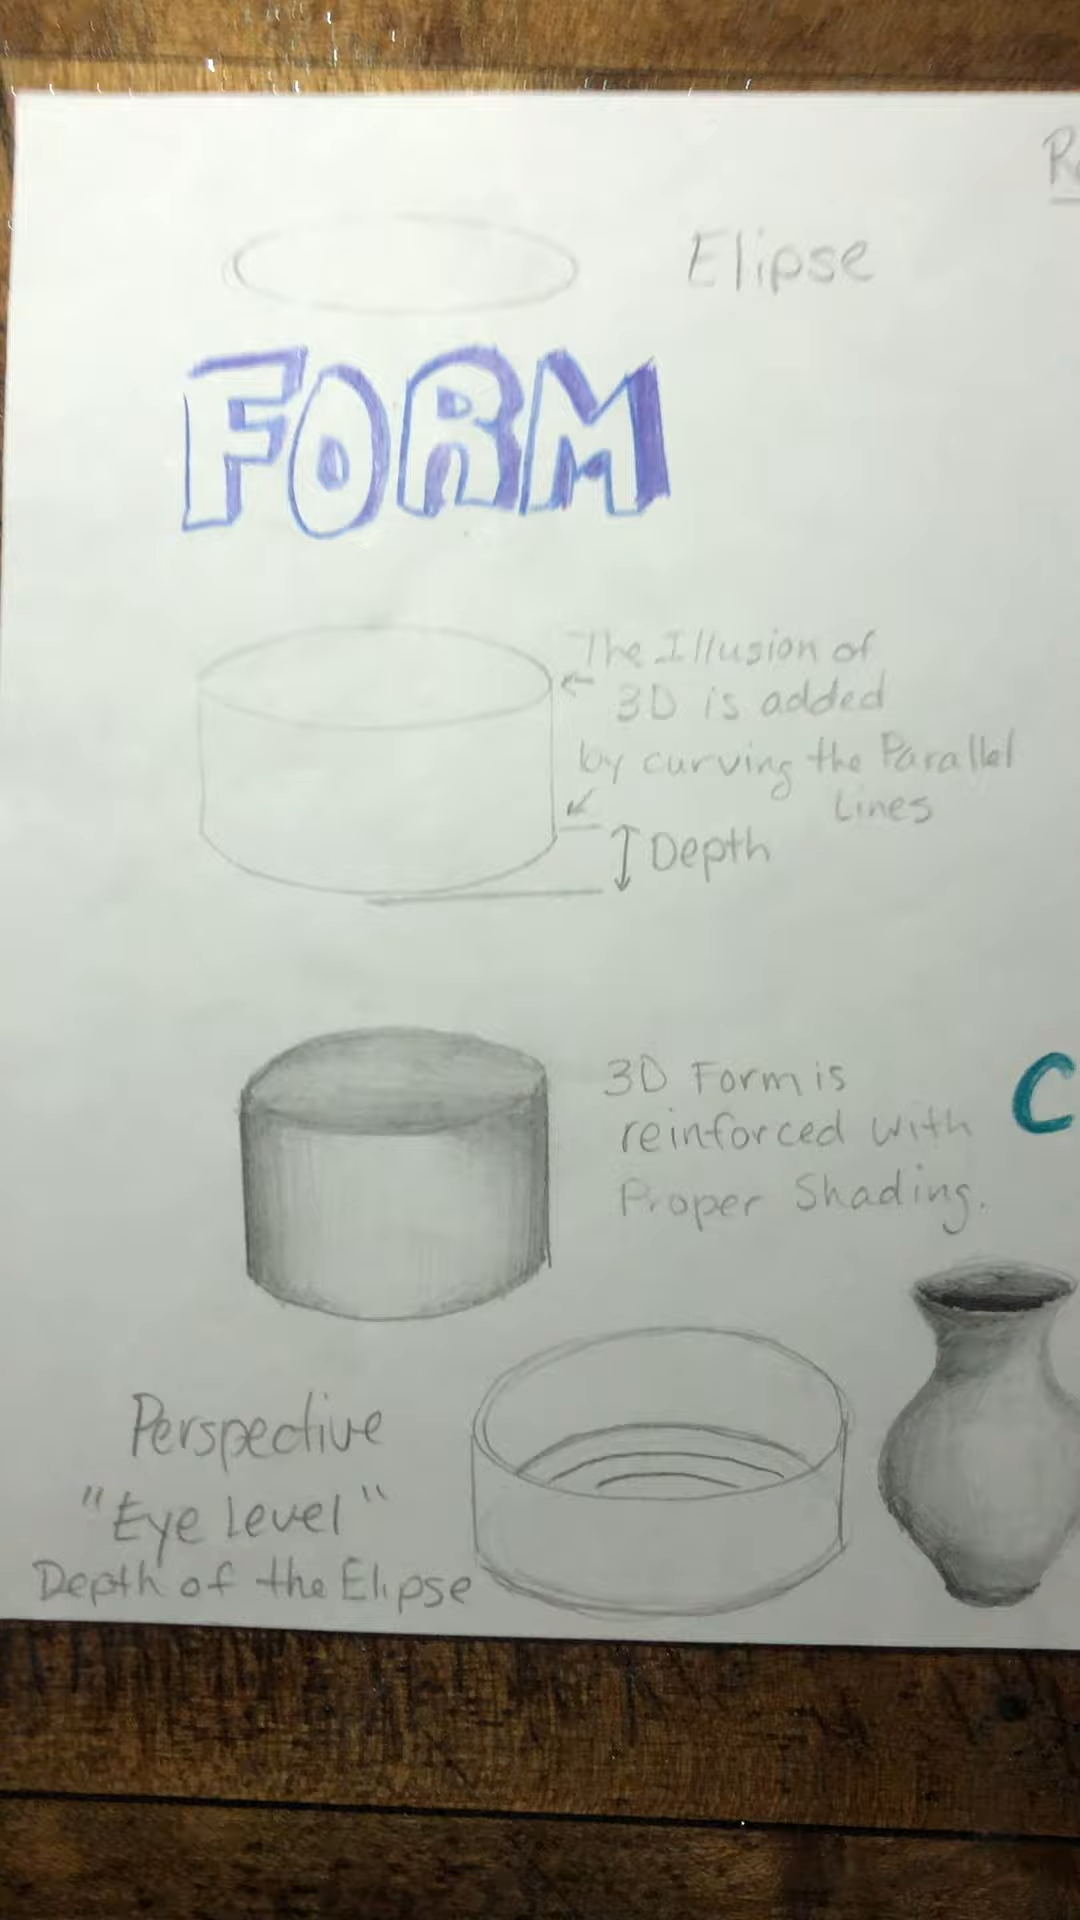 Elipse
FORM
The Illusion of
3D is added
by curving the Parallel
Lines
Depth
3D Form is
reinforced with
Proper Shading.
Perspective
"Eye Level"
Depth of the Elipse